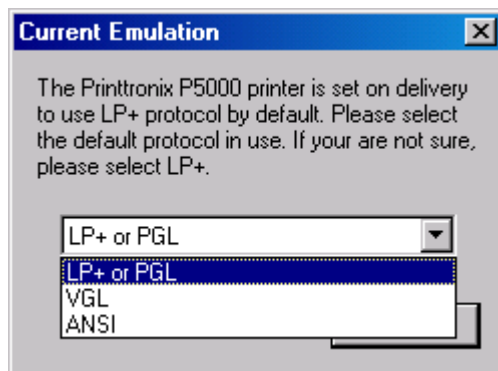 Current Emulation
The Printtronix P5000 printer is set on delivery
to use LP+ protocol by default. Please select
the default protocol in use. If your are not sure,
please select LP+.
LP+ or PGL
LP+ or PGL
VGL
ANSI